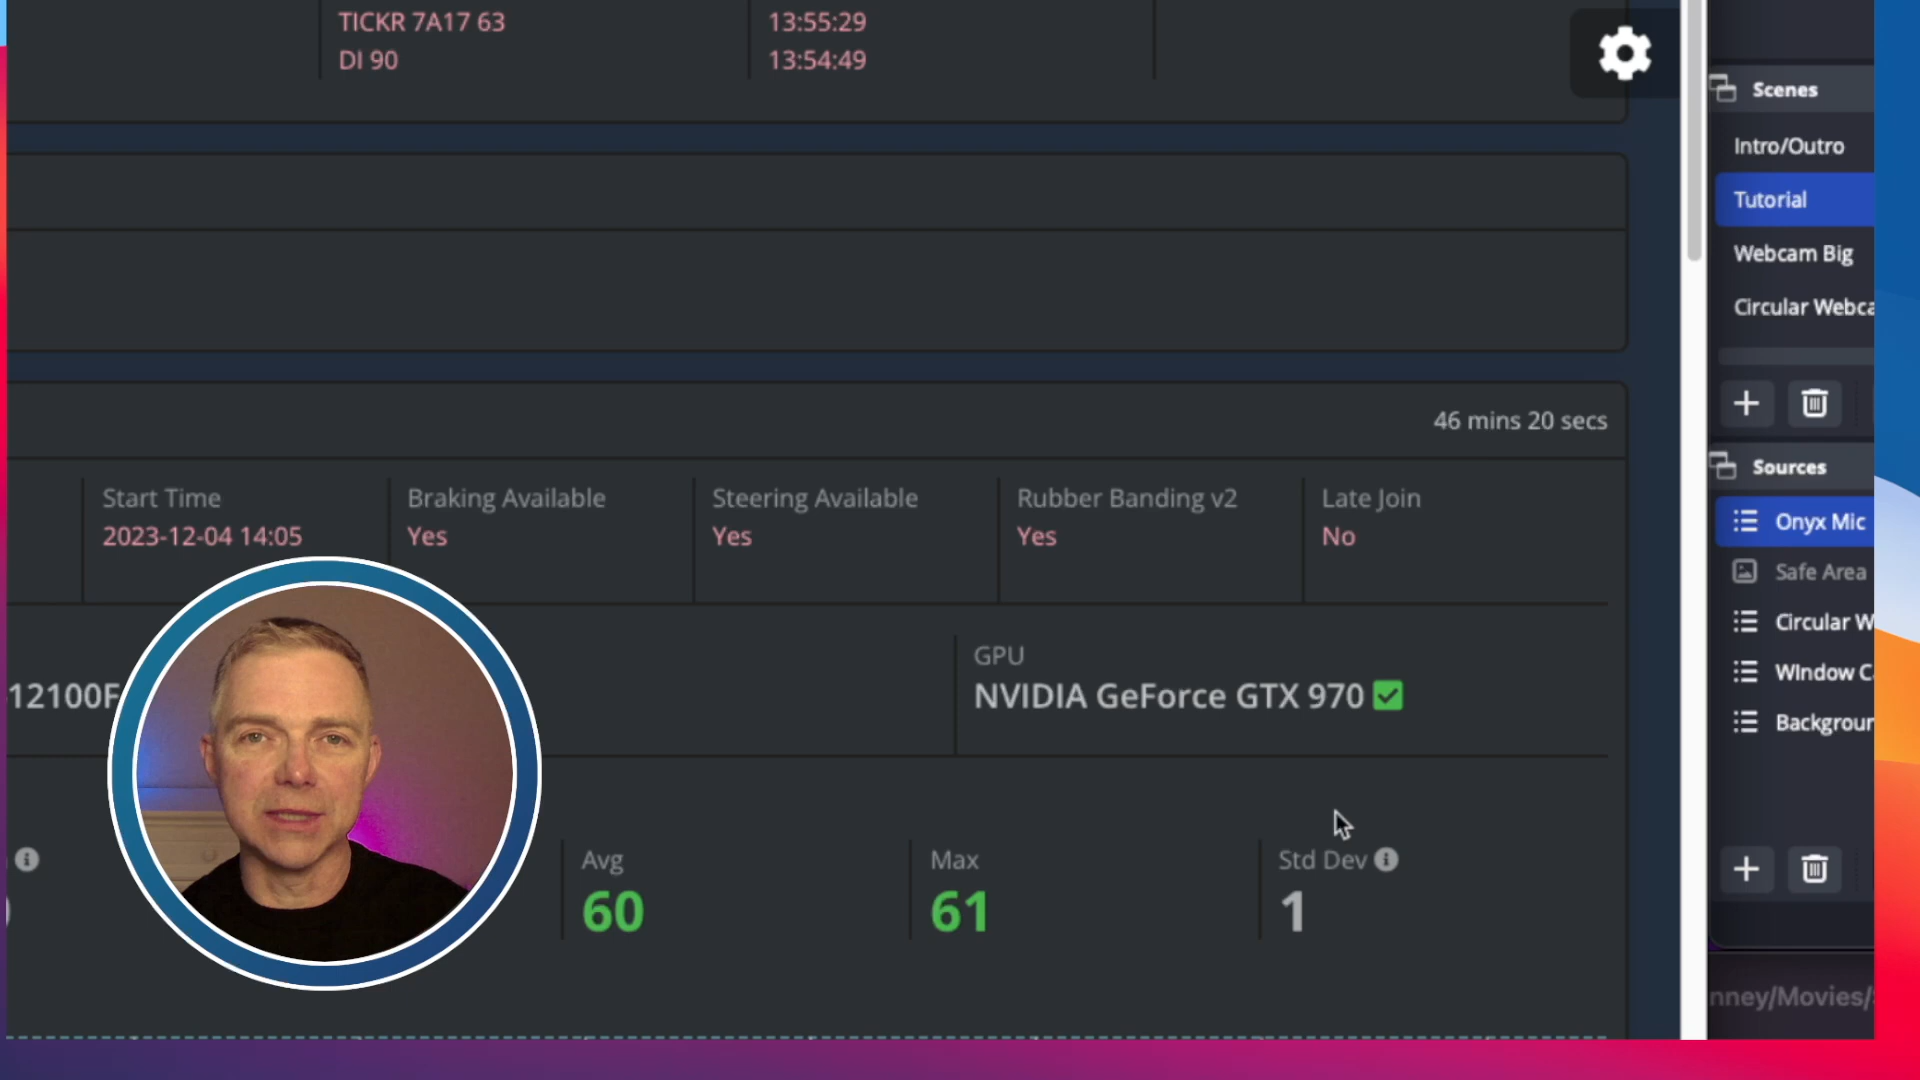 TICKR 7A17 63
13:55:29
DI 90
13:54:49
46 mins 20 secs
Start Time
Braking Available
Steering Available
Rubber Banding v2
Late Join
2023-12-04 14:05
Yes
Yes
Yes
No
GPU
12100F
NVIDIA GeForce GTX 970
Avg
Max
Std Dev
60
61
1
Scenes
Intro/Outro
Tutorial
Webcam Big
Circular Webca
Sources
Onyx Mic
Safe Area
Circular W
WIndow C
Backgroun
nney/Movies/